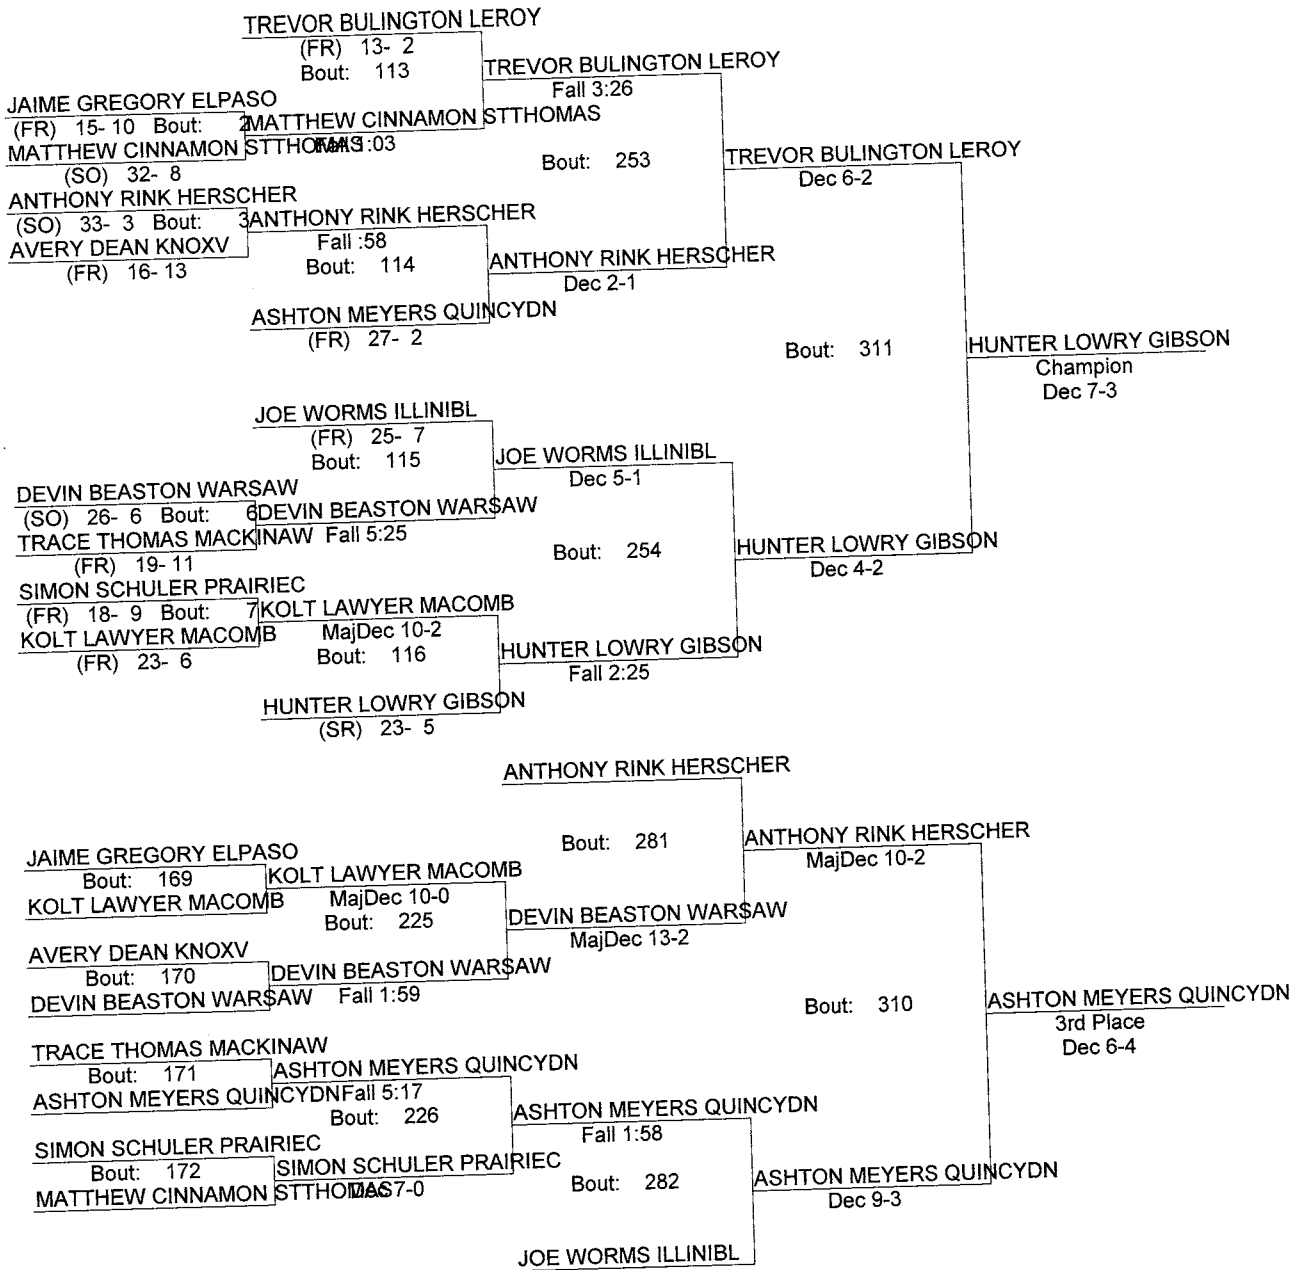 TREVOR BULINGTON LEROY
(FR) 13- 2
Bout: 113
TREVOR BULINGTON LEROY
Fall 3:26
JAIME GREGORY ELPASO
(FR) 15- 10 Bout: 2
MATTHEW CINNAMON STTHOMAS
MATTHEW CINNAMON STTHOMAS
1:03
(SO) 32- 8
Bout: 253
TREVOR BULINGTON LEROY
Dec 6-2
ANTHONY RINK HERSCHER
(SO) 33- 3 Bout: 3
ANTHONY RINK HERSCHER
AVERY DEAN KNOXV
Fall :58
(FR) 16- 13
Bout: 114
ANTHONY RINK HERSCHER
Dec 2-1
ASHTON MEYERS QUINCYDN
(FR) 27- 2
Bout: 311
HUNTER LOWRY GIBSON
Champion
Dec 7-3
JOE WORMS ILLINIBL
(FR) 25- 7
Bout: 115
JOE WORMS ILLINIBL
Dec 5-1
DEVIN BEASTON WARSAW
(SO) 26- 6 Bout: 6
DEVIN BEASTON WARSAW
TRACE THOMAS MACKINAW
Fall 5:25
(FR) 19- 11
Bout: 254
HUNTER LOWRY GIBSON
Dec 4-2
SIMON SCHULER PRAIRIEC
(FR) 18- 9 Bout: 7
KOLT LAWYER MACOMB
KOLT LAWYER MACOMB
MajDec 10-2
(FR) 23- 6
Bout: 116
HUNTER LOWRY GIBSON
Fall 2:25
HUNTER LOWRY GIBSON
(SR) 23- 5
ANTHONY RINK HERSCHER
Bout: 281
ANTHONY RINK HERSCHER
MajDec 10-2
JAIME GREGORY ELPASO
Bout: 169
KOLT LAWYER MACOMB
KOLT LAWYER MACOMB
MajDec 10-0
Bout: 225
DEVIN BEASTON WARSAW
MajDec 13-2
AVERY DEAN KNOXV
Bout: 170
DEVIN BEASTON WARSAW
DEVIN BEASTON WARSAW
Fall 1:59
Bout: 310
ASHTON MEYERS QUINCYDN
3rd Place
Dec 6-4
TRACE THOMAS MACKINAW
Bout: 171
ASHTON MEYERS QUINCYDN
ASHTON MEYERS QUINCYDN
Fall 5:17
Bout: 226
ASHTON MEYERS QUINCYDN
Fall 1:58
SIMON SCHULER PRAIRIEC
Bout: 172
SIMON SCHULER PRAIRIEC
MATTHEW CINNAMON STTHOMAS
7-0
Bout: 282
ASHTON MEYERS QUINCYDN
Dec 9-3
JOE WORMS ILLINIBL